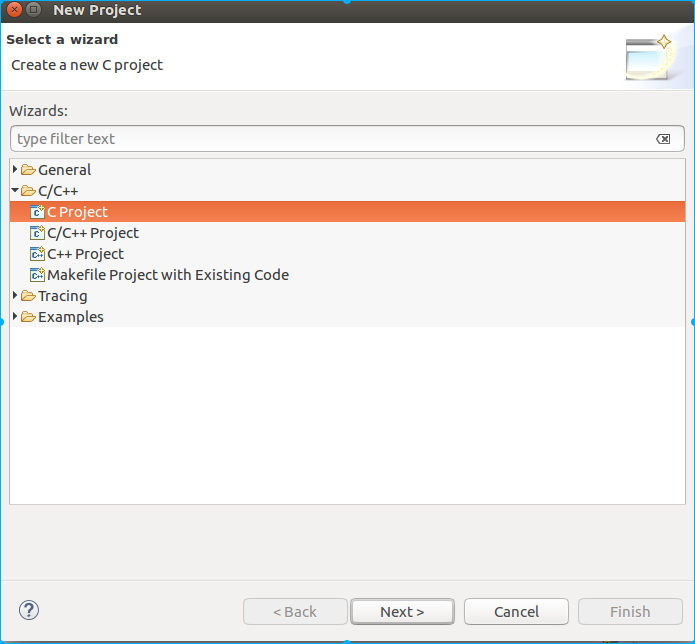 New Project
Select a wizard
Create a new C project
Wizards:
type filter text
General
C/C++
C Project
C/C++ Project
C++ Project
Makefile Project with Existing Code
Tracing
Examples
< Back
Next >
Cancel
Finish